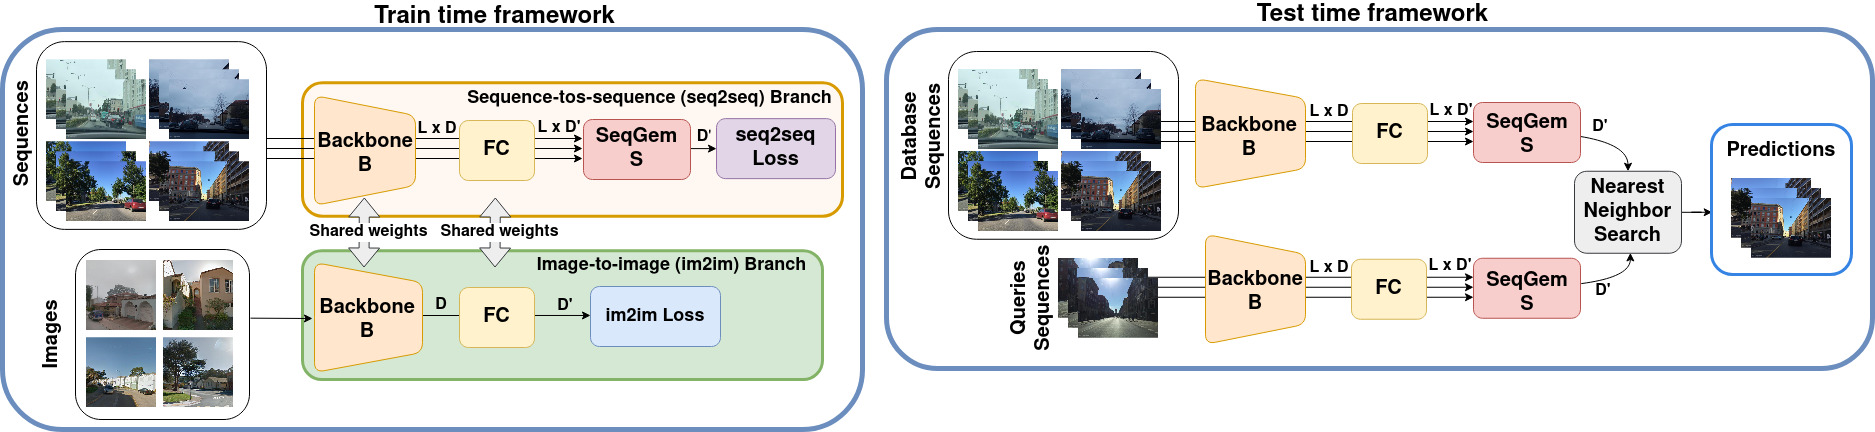 Train time framework
Sequences
Sequence-tos-sequence (seq2seq) Branch
Backbone
B
L x D
FC
L x D'
SeqGem
S
D'
seq2seq
Loss
Shared weights
Shared weights
Images
Image-to-image (im2im) Branch
Backbone
B
D
FC
D'
im2im Loss
Test time framework
Database
Sequences
Backbone
B
L x D
FC
L x D'
SeqGem
S
D'
Queries
Sequences
Backbone
B
L x D
FC
L x D'
SeqGem
S
D'
Nearest
Neighbor
Search
Predictions